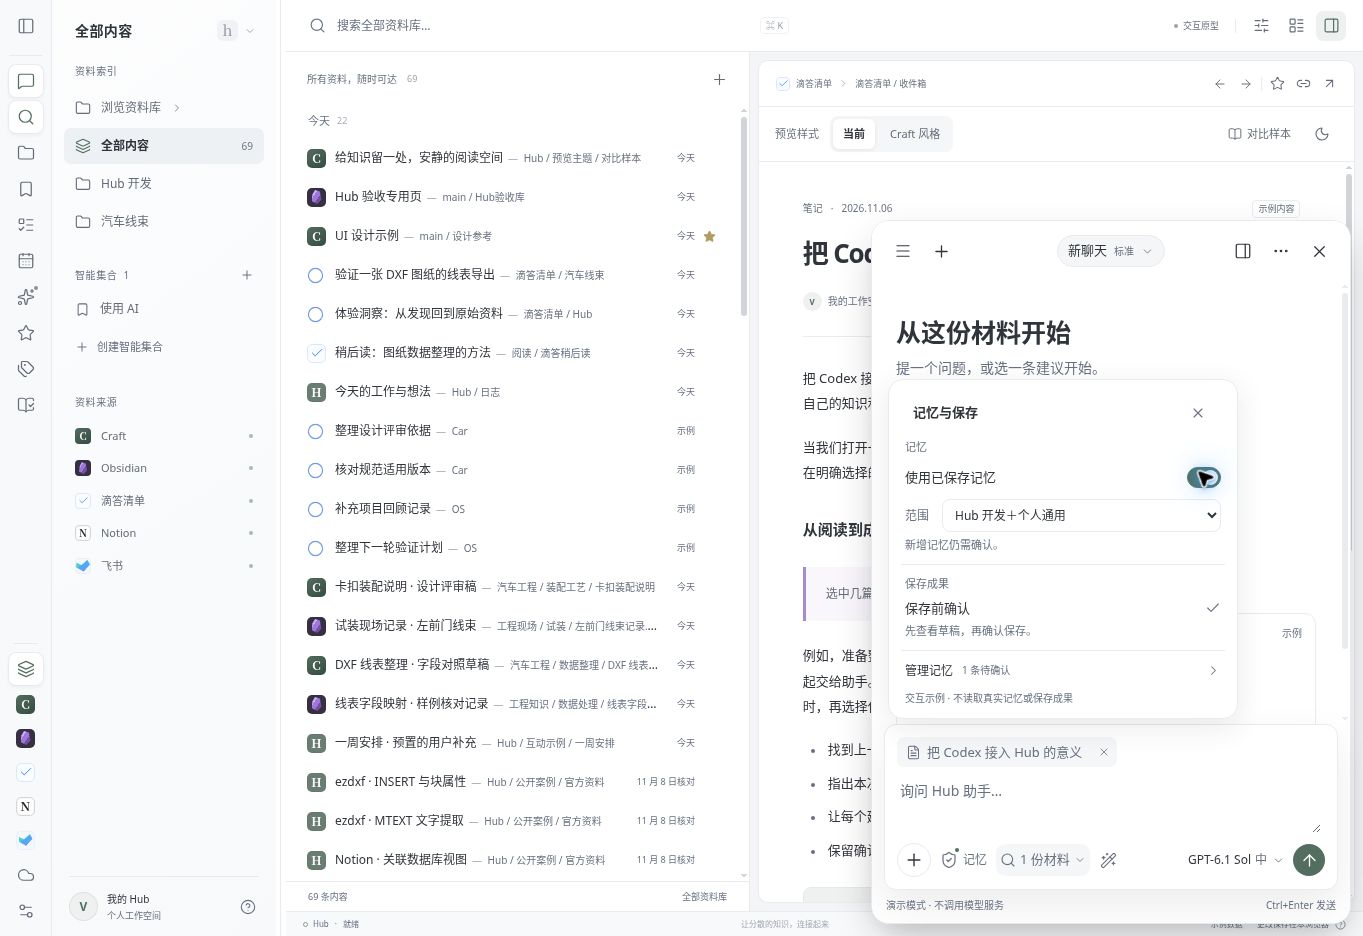 全部内容
h
搜索全部资料库...
⌘ K
交互原型
资料索引
浏览资料库
全部内容 69
Hub 开发
汽车线束
智能集合 1
使用 AI
创建智能集合
资料来源
Craft
Obsidian
滴答清单
Notion
飞书
V
我的 Hub
个人工作空间
所有资料，随时可达 69
今天 22
给知识留一处，安静的阅读空间 — Hub / 预览主题 / 对比样本 今天
Hub 验收专用页 — main / Hub验收库 今天
UI 设计示例 — main / 设计参考 今天
验证一张 DXF 图纸的线表导出 — 滴答清单 / 汽车线束 今天
体验洞察：从发现回到原始资料 — 滴答清单 / Hub 今天
稍后读：图纸数据整理的方法 — 阅读 / 滴答稍后读 今天
今天的工作与想法 — Hub / 日志 今天
整理设计评审依据 — Car 示例
核对规范适用版本 — Car 示例
补充项目回顾记录 — OS 示例
整理下一轮验证计划 — OS 示例
卡扣装配说明 · 设计评审稿 — 汽车工程 / 装配工艺 / 卡扣装配说明 今天
试装现场记录 · 左前门线束 — 工程现场 / 试装 / 左前门线束记录.... 今天
DXF 线表整理 · 字段对照草稿 — 汽车工程 / 数据整理 / DXF 线表... 今天
线表字段映射 · 样例核对记录 — 工程知识 / 数据处理 / 线表字段... 今天
一周安排 · 预置的用户补充 — Hub / 互动示例 / 一周安排 今天
ezdxf · INSERT 与块属性 — Hub / 公开案例 / 官方资料 11 月 8 日核对
ezdxf · MTEXT 文字提取 — Hub / 公开案例 / 官方资料 11 月 8 日核对
Notion · 关联数据库视图 — Hub / 公开案例 / 官方资料 11 月 8 日核对
69 条内容 全部资料库
Hub · 就绪
让分散的知识，连接起来
滴答清单 滴答清单 / 收件箱
预览样式 当前 Craft 风格 对比样本
笔记 · 2026.11.06 示例内容
把 Cod
V 我的工作空
把 Codex 接
自己的知识和
当我们打开一
在明确选择的
从阅读到成
选中几篇
例如，准备整
起交给助手。
时，再选择保
找到上一
指出本次
让每个建
保留确认
示例
新聊天 标准
从这份材料开始
提一个问题，或选一条建议开始。
记忆与保存
记忆
使用已保存记忆
范围 Hub 开发＋个人通用
新增记忆仍需确认。
保存成果
保存前确认
先查看草稿，再确认保存。
管理记忆 1 条待确认
交互示例 · 不读取真实记忆或保存成果
把 Codex 接入 Hub 的意义
询问 Hub 助手...
记忆 1 份材料 GPT-6.1 Sol 中
演示模式 · 不调用模型服务 Ctrl+Enter 发送